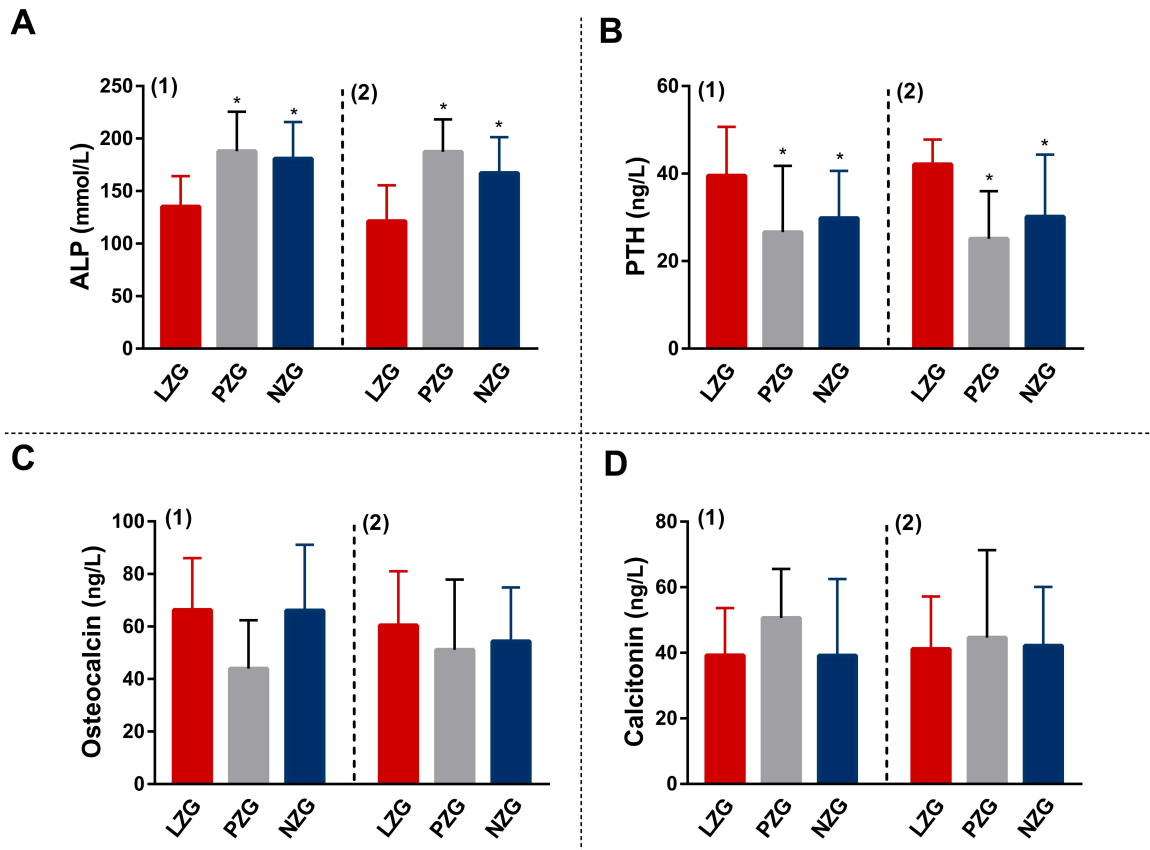 A
(1)
(2)
250
200
150
100
50
0
ALP (mmol/L)
* * * *
LZG PZG NZG LZG PZG NZG
B
(1)
(2)
60
40
20
0
PTH (ng/L)
* * * *
LZG PZG NZG LZG PZG NZG
C
(1)
(2)
100
80
60
40
20
0
Osteocalcin (ng/L)
LZG PZG NZG LZG PZG NZG
D
(1)
(2)
80
60
40
20
0
Calcitonin (ng/L)
LZG PZG NZG LZG PZG NZG